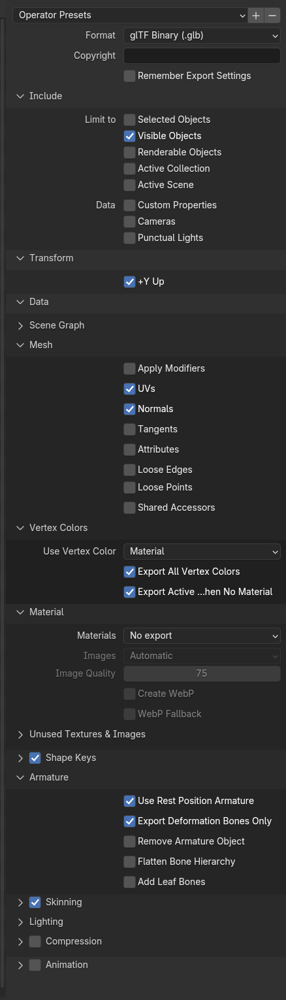 Operator Presets
Format glTF Binary (.glb)
Copyright
Remember Export Settings
Include
Limit to Selected Objects
Visible Objects
Renderable Objects
Active Collection
Active Scene
Data Custom Properties
Cameras
Punctual Lights
Transform
+Y Up
Data
Scene Graph
Mesh
Apply Modifiers
UVs
Normals
Tangents
Attributes
Loose Edges
Loose Points
Shared Accessors
Vertex Colors
Use Vertex Color Material
Export All Vertex Colors
Export Active ...hen No Material
Material
Materials No export
Images Automatic
Image Quality 75
Create WebP
WebP Fallback
Unused Textures & Images
Shape Keys
Armature
Use Rest Position Armature
Export Deformation Bones Only
Remove Armature Object
Flatten Bone Hierarchy
Add Leaf Bones
Skinning
Lighting
Compression
Animation